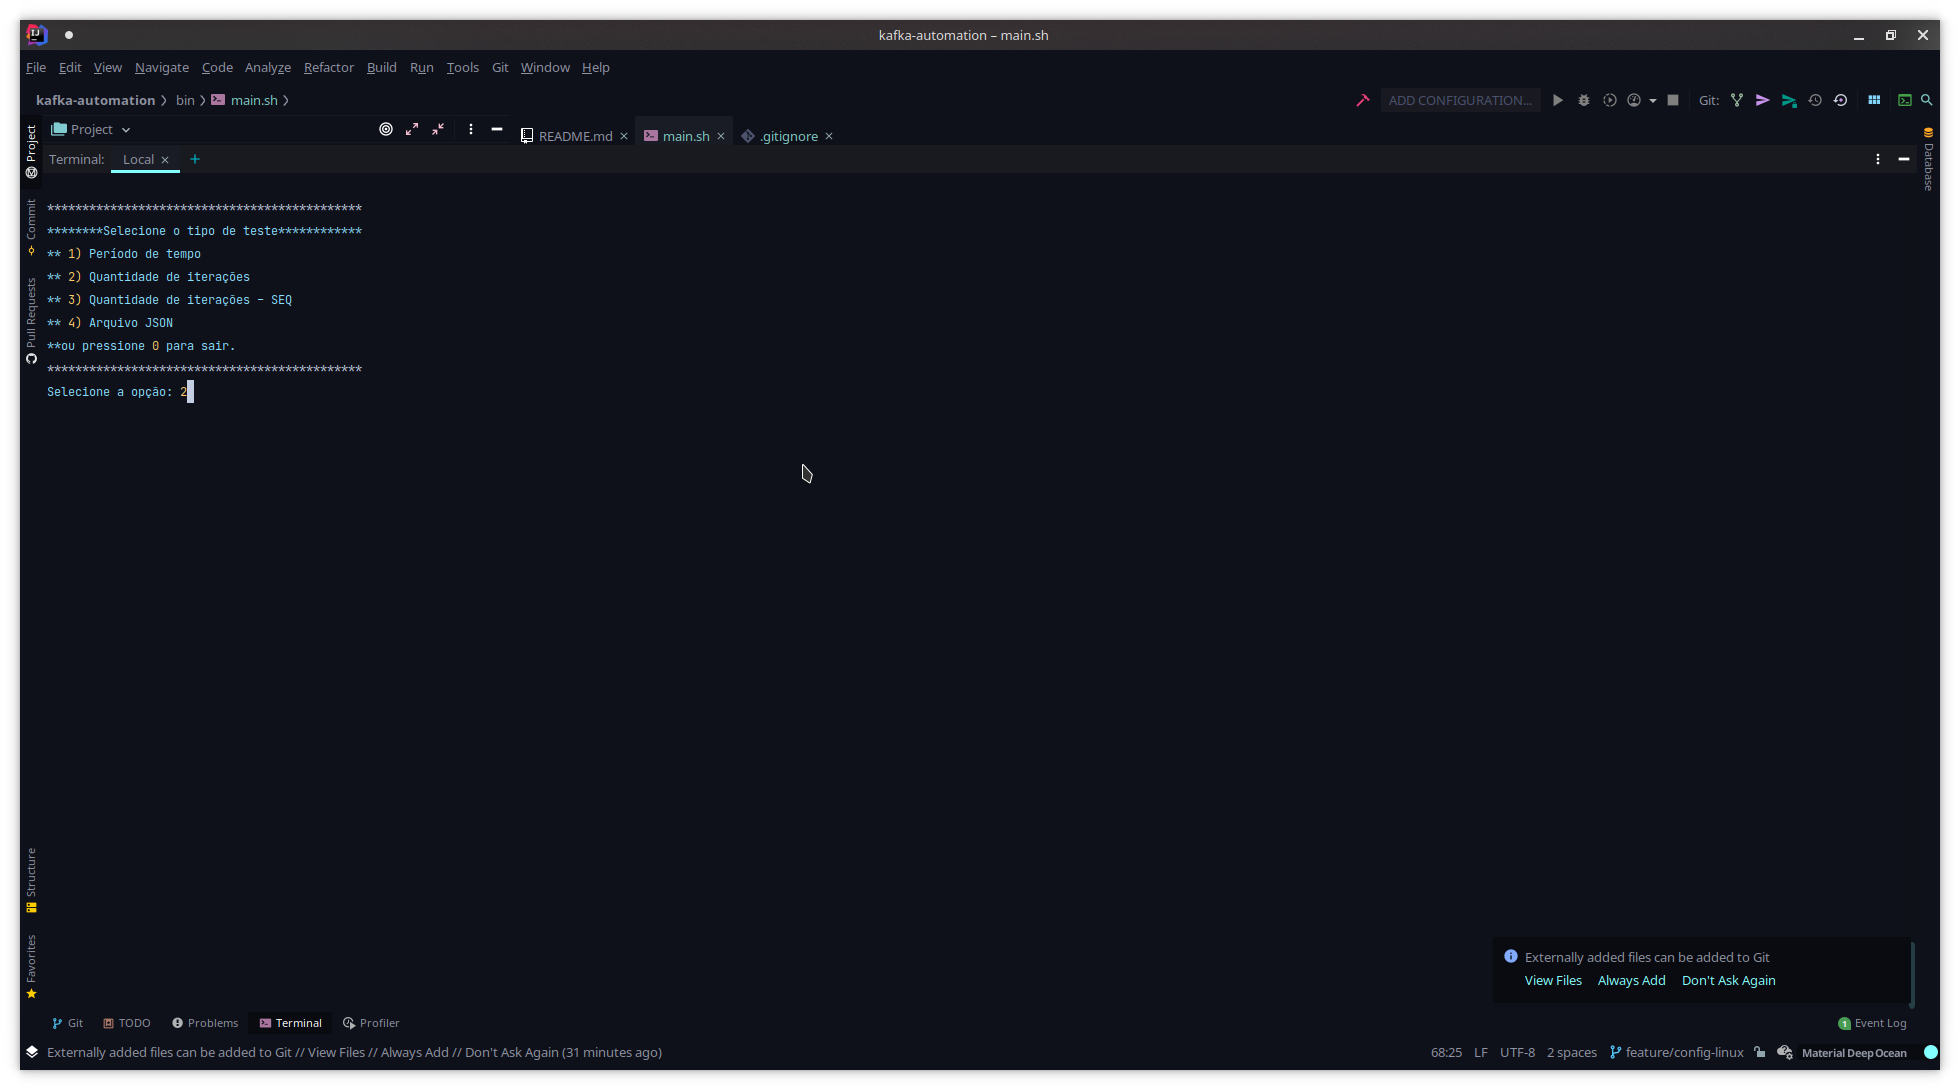 kafka-automation – main.sh
File Edit View Navigate Code Analyze Refactor Build Run Tools Git Window Help
kafka-automation bin main.sh
ADD CONFIGURATION...
Git:
Project
README.md main.sh .gitignore
Terminal: Local
*********************************************
********Selecione o tipo de teste************
** 1) Período de tempo
** 2) Quantidade de iterações
** 3) Quantidade de iterações - SEQ
** 4) Arquivo JSON
**ou pressione 0 para sair.
*********************************************
Selecione a opção: 2
Project
Commit
Pull Requests
Structure
Favorites
Database
Externally added files can be added to Git
View Files Always Add Don't Ask Again
Git TODO Problems Terminal Profiler
1 Event Log
Externally added files can be added to Git // View Files // Always Add // Don't Ask Again (31 minutes ago)
68:25 LF UTF-8 2 spaces feature/config-linux Material Deep Ocean